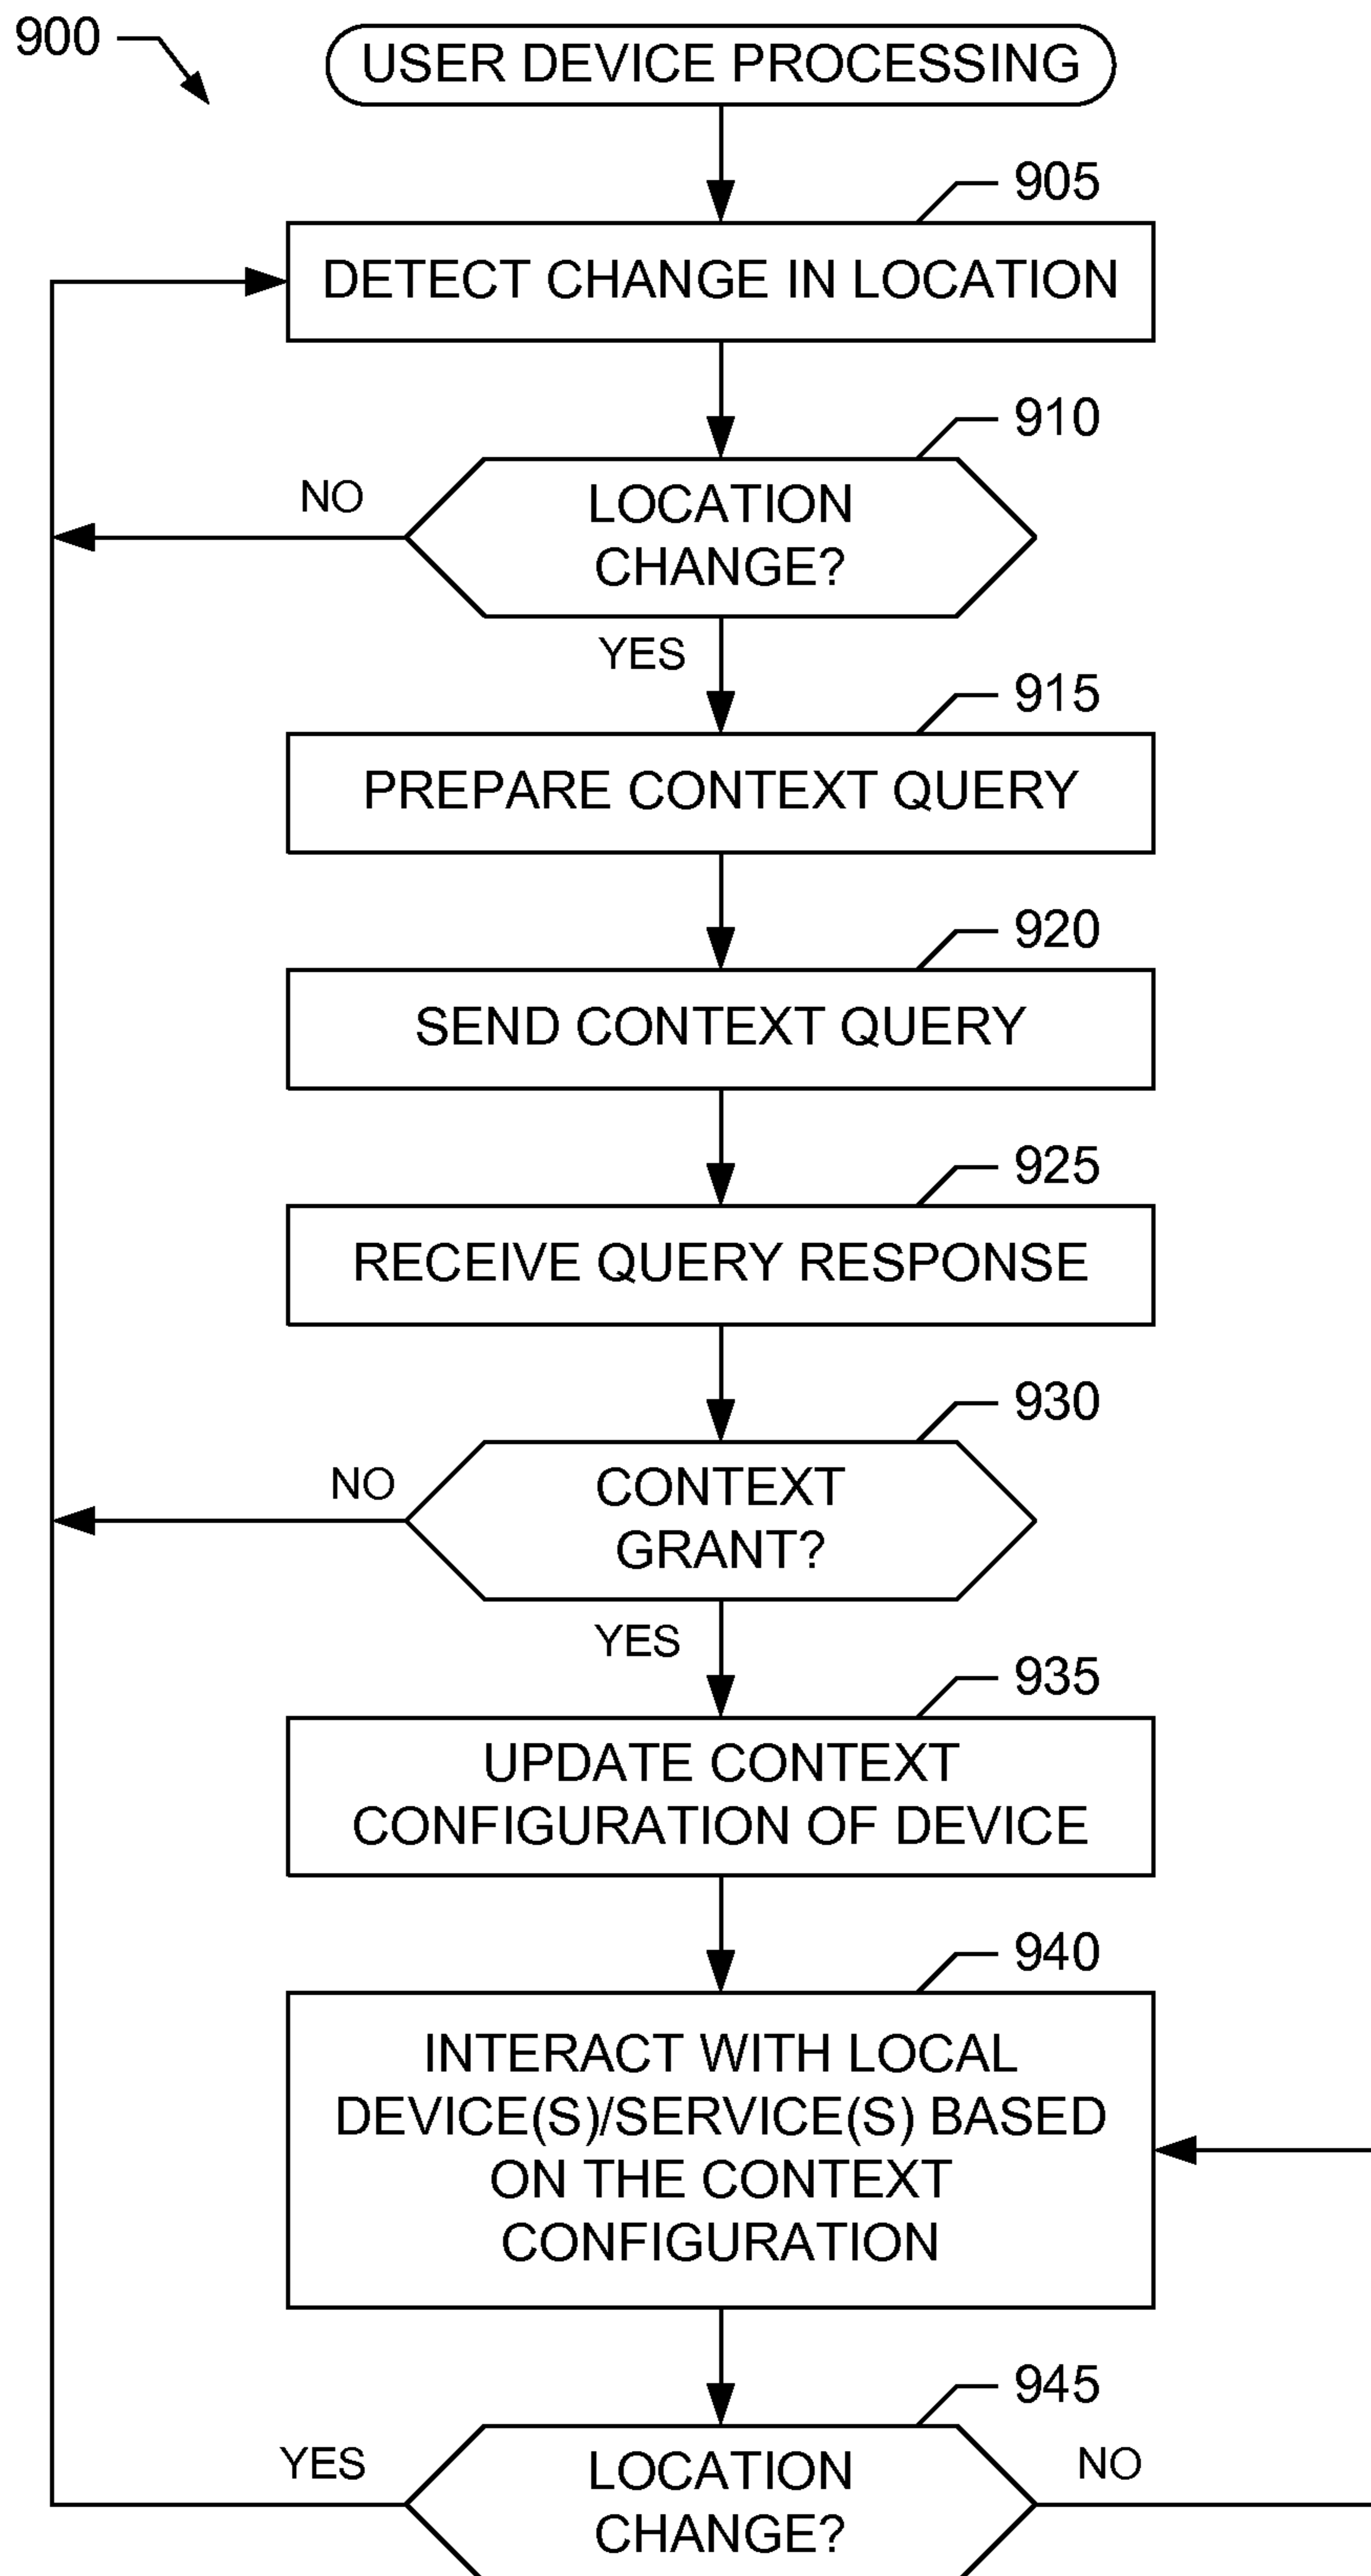 900
USER DEVICE PROCESSING
905
DETECT CHANGE IN LOCATION
910
LOCATION
CHANGE?
NO
YES
915
PREPARE CONTEXT QUERY
920
SEND CONTEXT QUERY
925
RECEIVE QUERY RESPONSE
930
CONTEXT
GRANT?
NO
YES
935
UPDATE CONTEXT
CONFIGURATION OF DEVICE
940
INTERACT WITH LOCAL
DEVICE(S)/SERVICE(S) BASED
ON THE CONTEXT
CONFIGURATION
945
LOCATION
CHANGE?
YES
NO